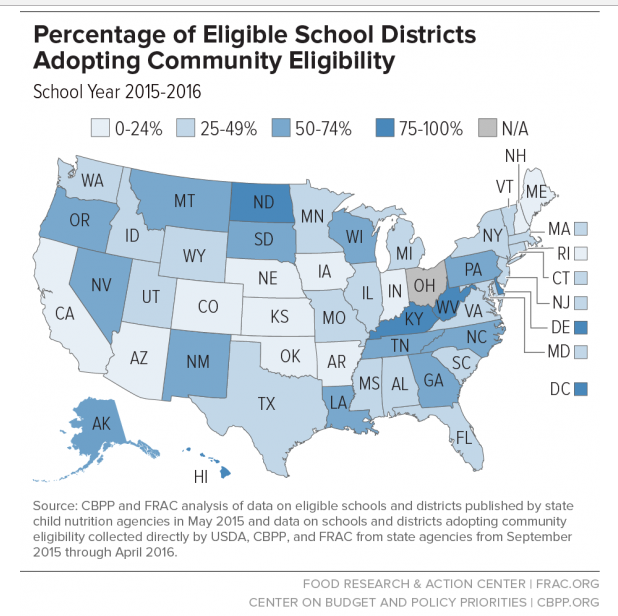 Percentage of Eligible School Districts
Adopting Community Eligibility
School Year 2015-2016
0-24% 25-49% 50-74% 75-100% N/A
NH
VT ME
WA MT ND MN
OR ID SD WI MI NY MA
WY RI
NE IA PA CT
NV UT CO IL IN OH NJ
CA KS MO WV VA DE
KY MD
AZ NM OK AR TN NC
SC DC
TX MS AL GA
LA
AK FL
HI
Source: CBPP and FRAC analysis of data on eligible schools and districts published by state
child nutrition agencies in May 2015 and data on schools and districts adopting community
eligibility collected directly by USDA, CBPP, and FRAC from state agencies from September
2015 through April 2016.
FOOD RESEARCH & ACTION CENTER | FRAC.ORG
CENTER ON BUDGET AND POLICY PRIORITIES | CBPP.ORG